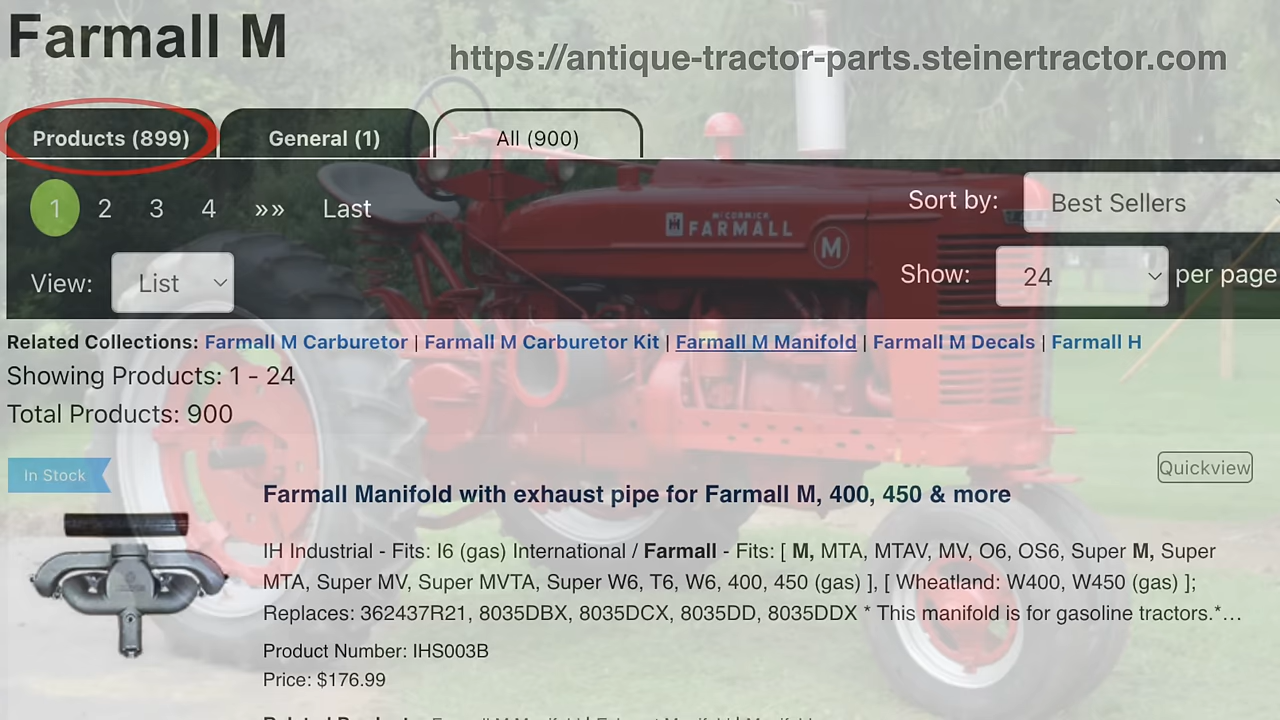 Farmall M
https://antique-tractor-parts.steinertractor.com
Products (899) General (1) All (900)
1 2 3 4 »» Last
Sort by: Best Sellers
McCORMICK
FARMALL
M
View: List
Show: 24 per page
Related Collections: Farmall M Carburetor | Farmall M Carburetor Kit | Farmall M Manifold | Farmall M Decals | Farmall H
Showing Products: 1 - 24
Total Products: 900
In Stock
Quickview
Farmall Manifold with exhaust pipe for Farmall M, 400, 450 & more
IH Industrial - Fits: I6 (gas) International / Farmall - Fits: [ M, MTA, MTAV, MV, O6, OS6, Super M, Super
MTA, Super MV, Super MVTA, Super W6, T6, W6, 400, 450 (gas) ], [ Wheatland: W400, W450 (gas) ];
Replaces: 362437R21, 8035DBX, 8035DCX, 8035DD, 8035DDX * This manifold is for gasoline tractors.*...
Product Number: IHS003B
Price: $176.99